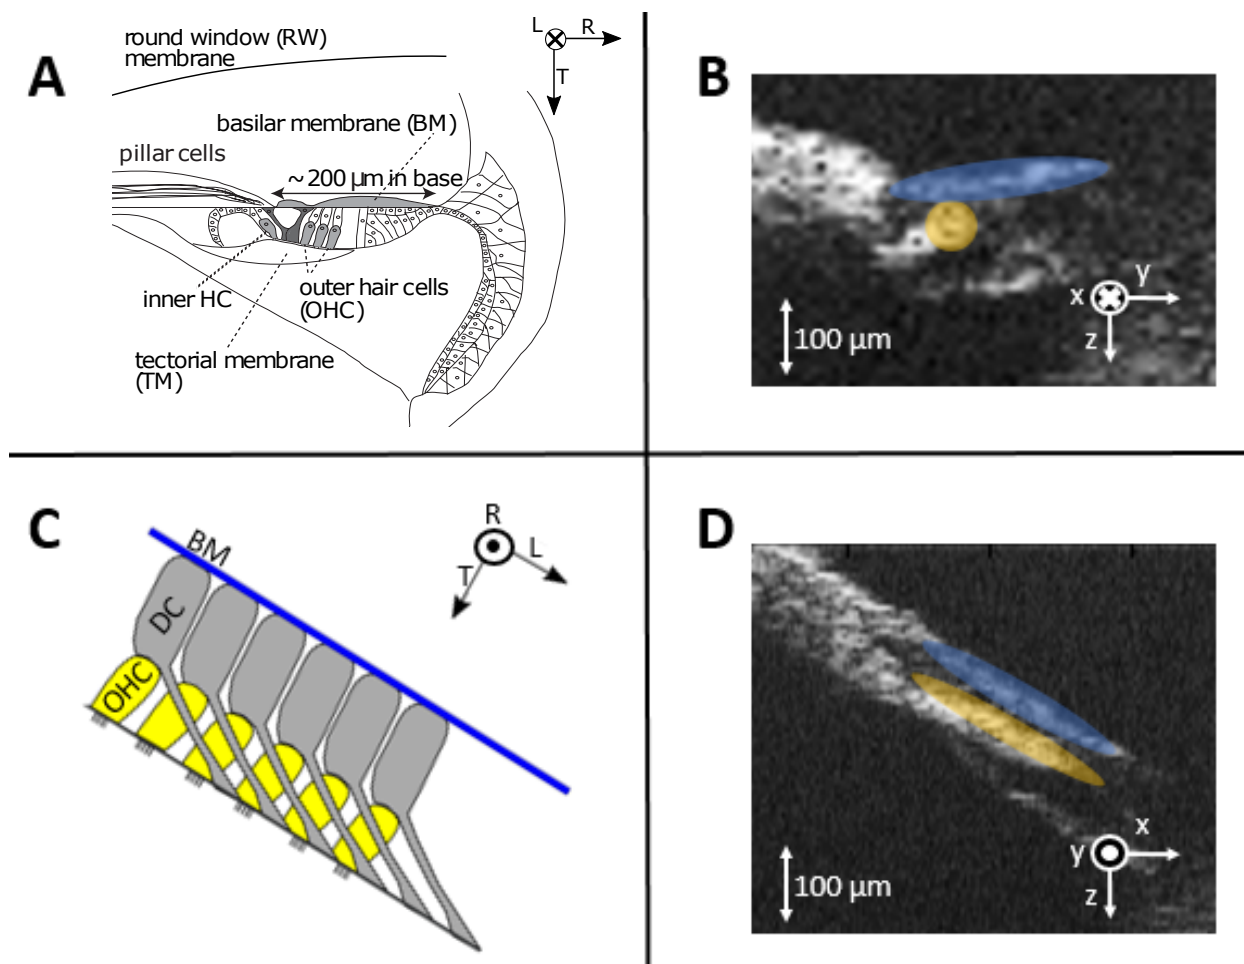 A
round window (RW)
membrane
L
R
T
basilar membrane (BM)
pillar cells
~ 200 µm in base
inner HC
outer hair cells
(OHC)
tectorial membrane
(TM)
B
x
y
z
100 µm
C
BM
DC
OHC
R
L
T
D
x
y
z
100 µm